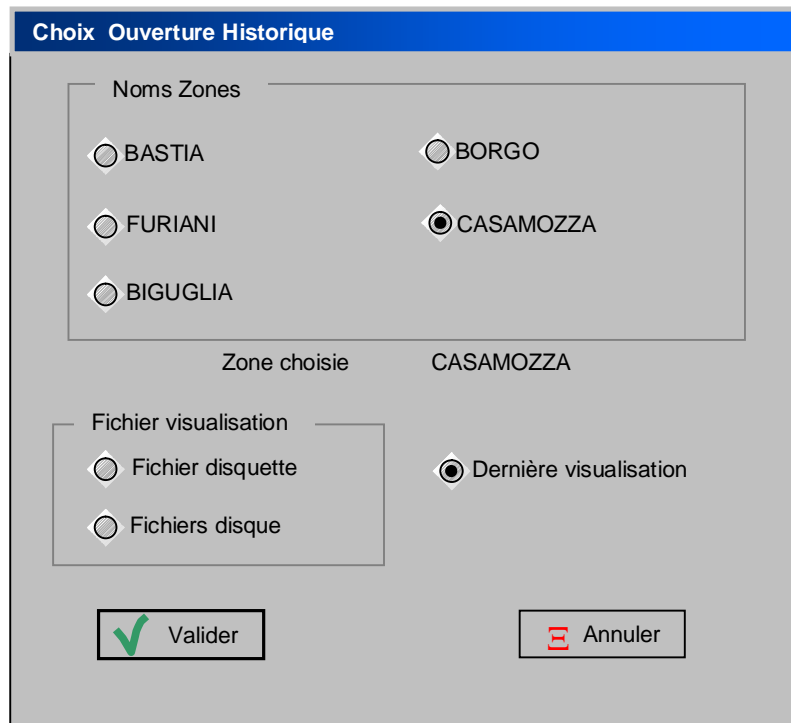 Choix Ouverture Historique
Noms Zones
BASTIA
BORGO
FURIANI
CASAMOZZA
BIGUGLIA
Zone choisie CASAMOZZA
Fichier visualisation
Fichier disquette
Dernière visualisation
Fichiers disque
Valider
Ξ Annuler